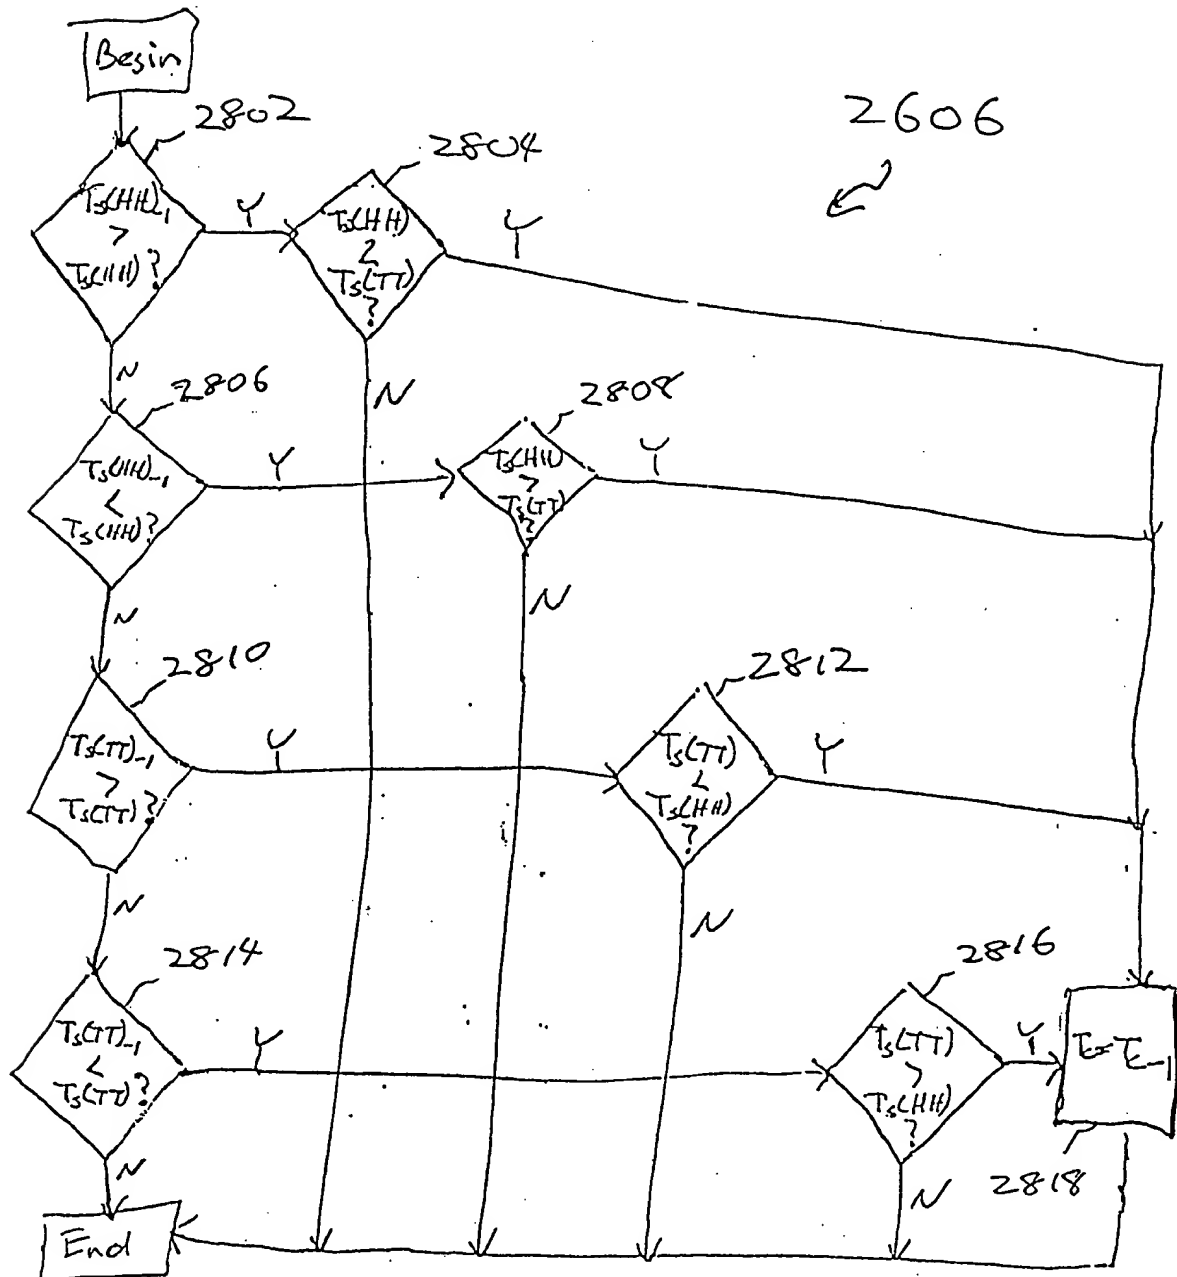 Begin
2802
2804
2606
Ts(HH)-1
>
Ts(HH)?
Y
Ts(HH)
<
Ts(TT)
?
Y
N
N
2806
2808
Ts(HH)-1
<
Ts(HH)?
Y
Ts(HH)
>
Ts(TT)
?
Y
N
N
2810
2812
Ts(TT)-1
>
Ts(TT)?
Y
Ts(TT)
<
Ts(HH)
?
Y
N
N
2814
2816
Ts(TT)-1
<
Ts(TT)?
Y
Ts(TT)
>
Ts(HH)
?
Y
Tc=Tc-1
N
N
2818
End